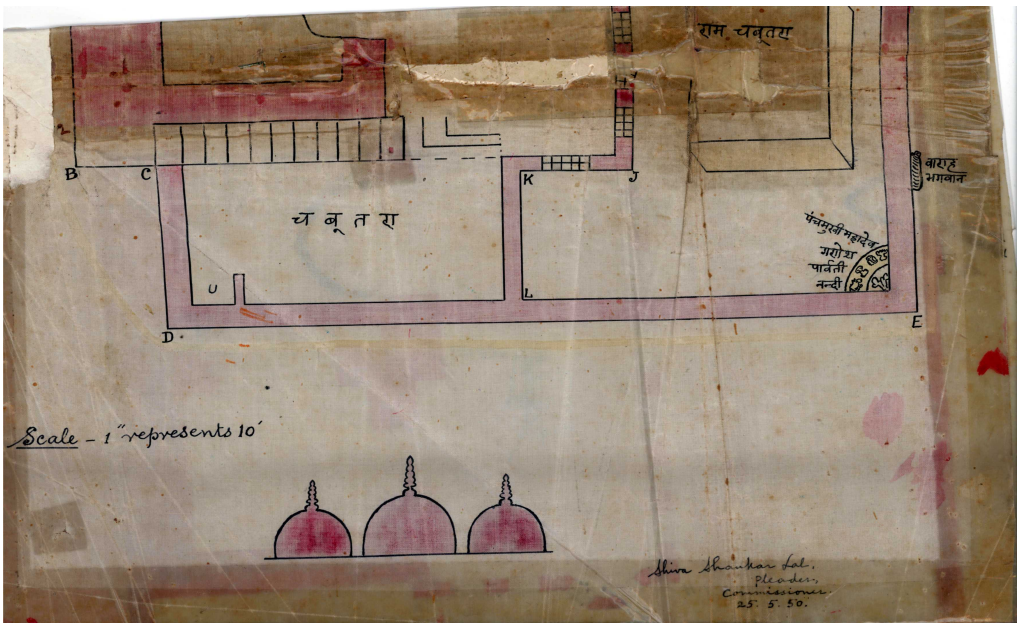 राम चबूतरा
2
B
C
K
J
वाराह
भगवान
चबूतरा
पंचमुखी महादेव
गणेश
पार्वती
नन्दी
U
L
D
E
Scale - 1" represents 10'
Shiva Shankar Lal,
Pleader,
Commissioner.
25. 5. 50.